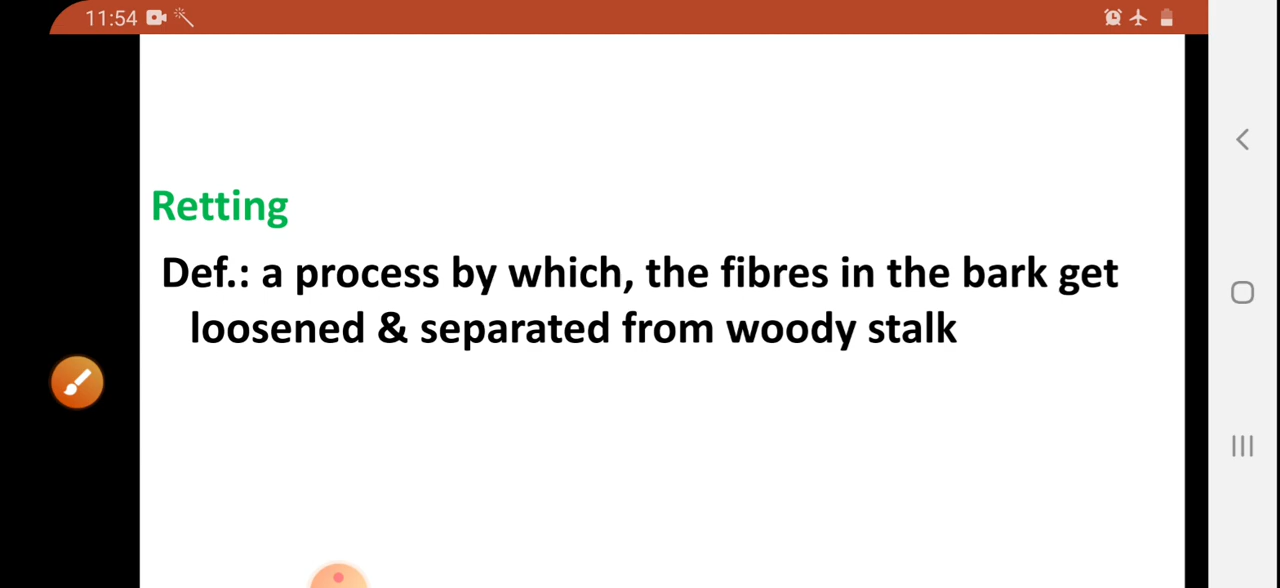 11:54
Retting
Def.: a process by which, the fibres in the bark get
loosened & separated from woody stalk